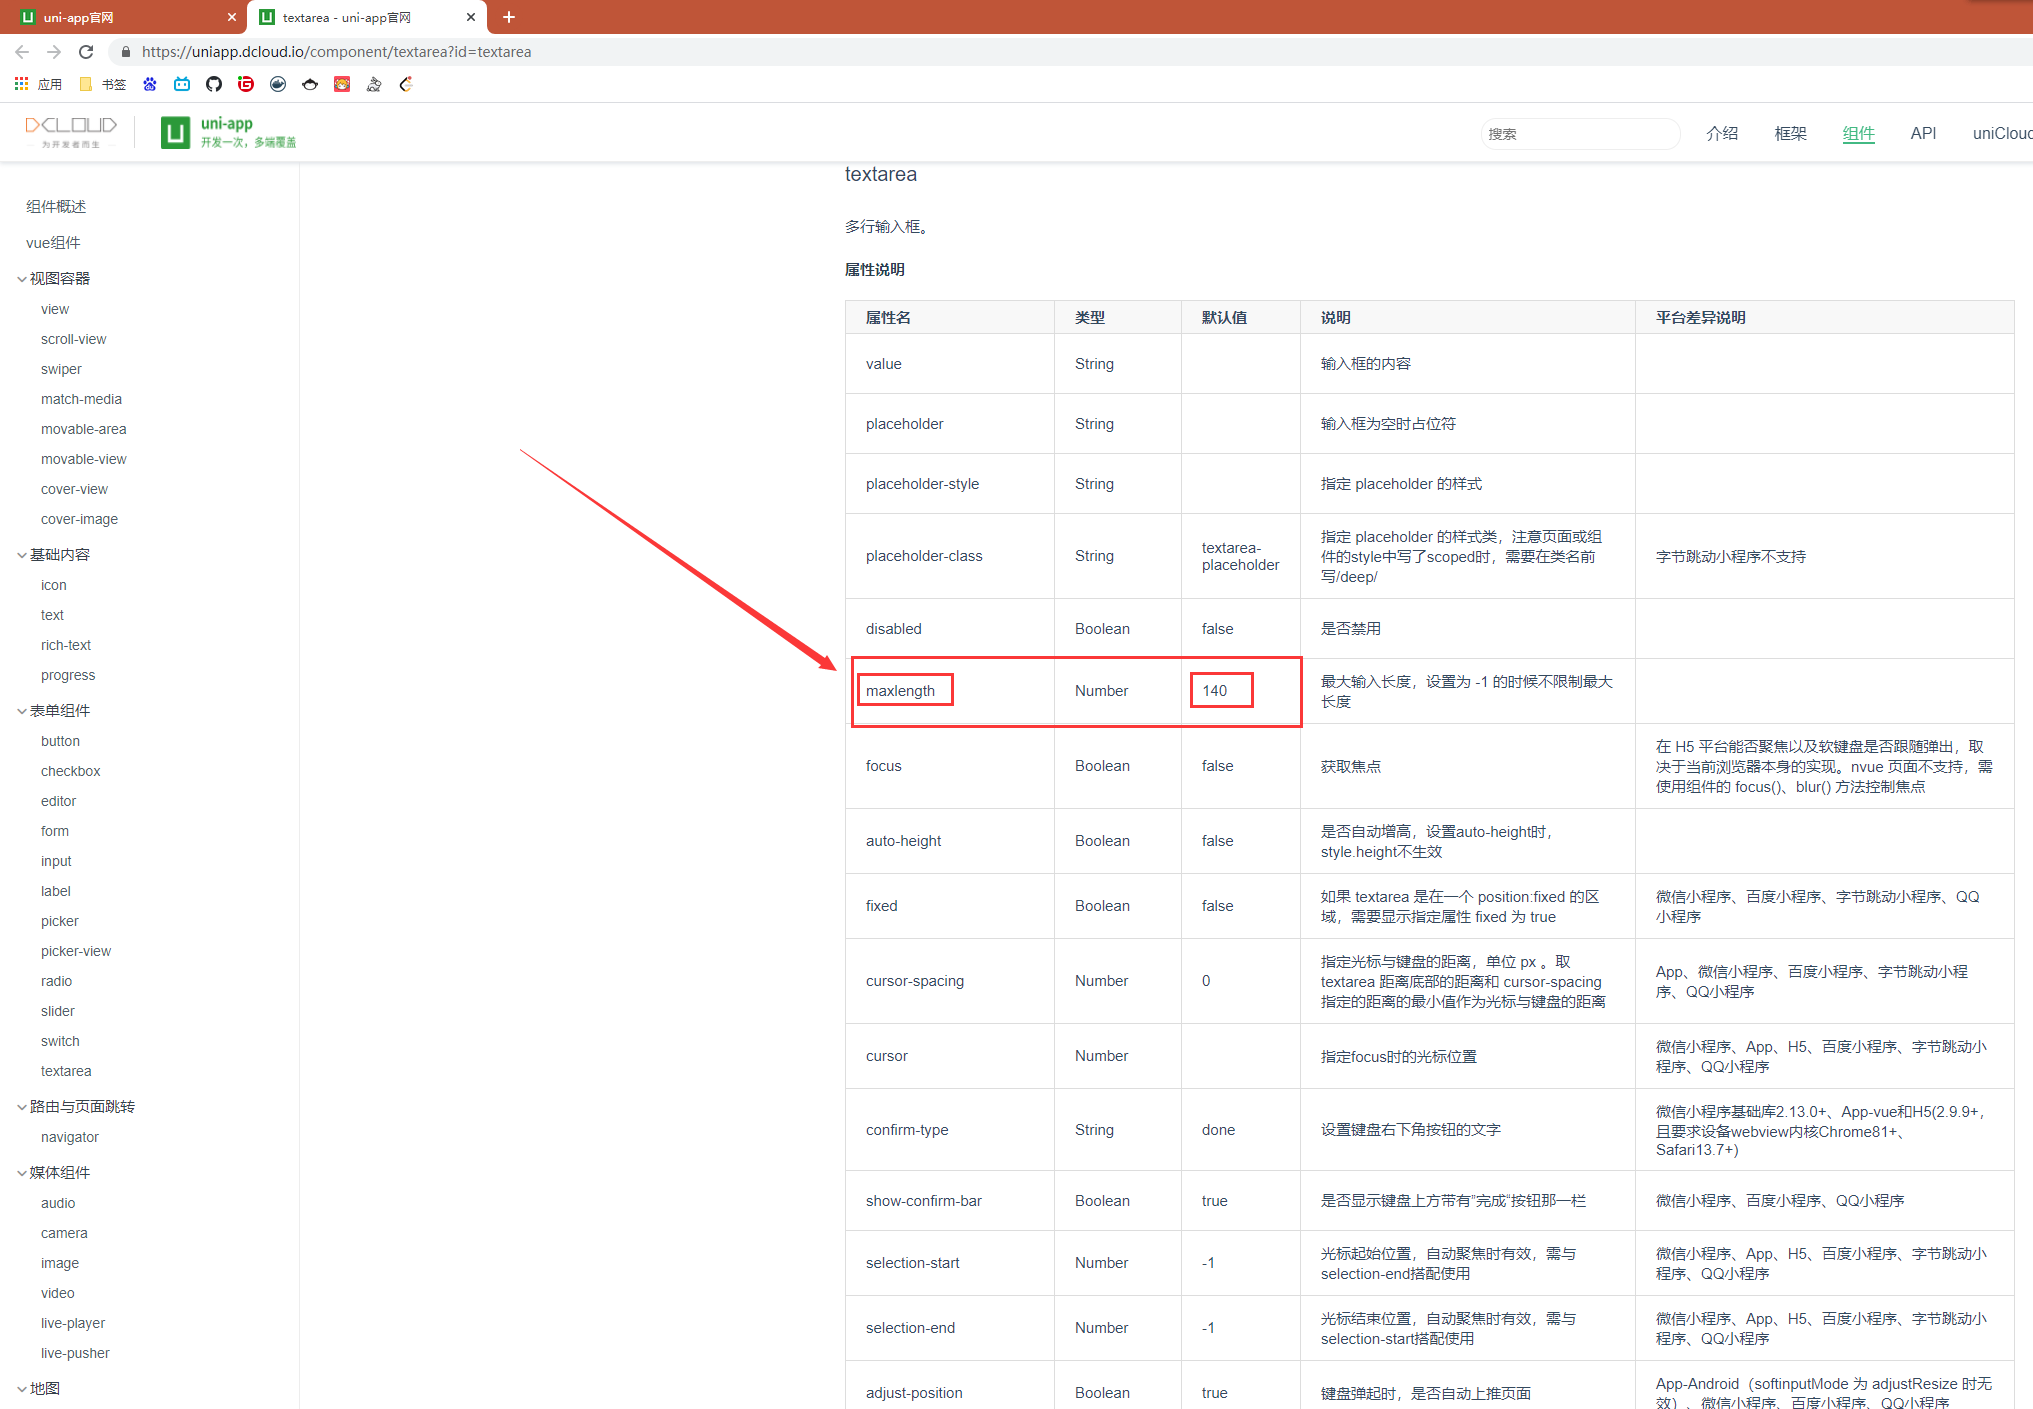 uni-app官网
textarea - uni-app官网
https://uniapp.dcloud.io/component/textarea?id=textarea
应用
书签
DCLOUD
为开发者而生
uni-app
开发一次，多端覆盖
搜索
介绍
框架
组件
API
uniCloud
组件概述
vue组件
视图容器
view
scroll-view
swiper
match-media
movable-area
movable-view
cover-view
cover-image
基础内容
icon
text
rich-text
progress
表单组件
button
checkbox
editor
form
input
label
picker
picker-view
radio
slider
switch
textarea
路由与页面跳转
navigator
媒体组件
audio
camera
image
video
live-player
live-pusher
地图
textarea
多行输入框。
属性说明
属性名 类型 默认值 说明 平台差异说明
value String 输入框的内容
placeholder String 输入框为空时占位符
placeholder-style String 指定 placeholder 的样式
placeholder-class String textarea-
placeholder 指定 placeholder 的样式类，注意页面或组
件的style中写了scoped时，需要在类名前
写/deep/ 字节跳动小程序不支持
disabled Boolean false 是否禁用
maxlength Number 140 最大输入长度，设置为 -1 的时候不限制最大
长度
focus Boolean false 获取焦点 在 H5 平台能否聚焦以及软键盘是否跟随弹出，取
决于当前浏览器本身的实现。nvue 页面不支持，需
使用组件的 focus()、blur() 方法控制焦点
auto-height Boolean false 是否自动增高，设置auto-height时，
style.height不生效
fixed Boolean false 如果 textarea 是在一个 position:fixed 的区
域，需要显示指定属性 fixed 为 true 微信小程序、百度小程序、字节跳动小程序、QQ
小程序
cursor-spacing Number 0 指定光标与键盘的距离，单位 px 。取
textarea 距离底部的距离和 cursor-spacing
指定的距离的最小值作为光标与键盘的距离 App、微信小程序、百度小程序、字节跳动小程
序、QQ小程序
cursor Number 指定focus时的光标位置 微信小程序、App、H5、百度小程序、字节跳动小
程序、QQ小程序
confirm-type String done 设置键盘右下角按钮的文字 微信小程序基础库2.13.0+、App-vue和H5(2.9.9+，
且要求设备webview内核Chrome81+、
Safari13.7+)
show-confirm-bar Boolean true 是否显示键盘上方带有”完成“按钮那一栏 微信小程序、百度小程序、QQ小程序
selection-start Number -1 光标起始位置，自动聚焦时有效，需与
selection-end搭配使用 微信小程序、App、H5、百度小程序、字节跳动小
程序、QQ小程序
selection-end Number -1 光标结束位置，自动聚焦时有效，需与
selection-start搭配使用 微信小程序、App、H5、百度小程序、字节跳动小
程序、QQ小程序
adjust-position Boolean true 键盘弹起时，是否自动上推页面 App-Android（softinputMode 为 adjustResize 时无
效）、微信小程序、百度小程序、QQ小程序